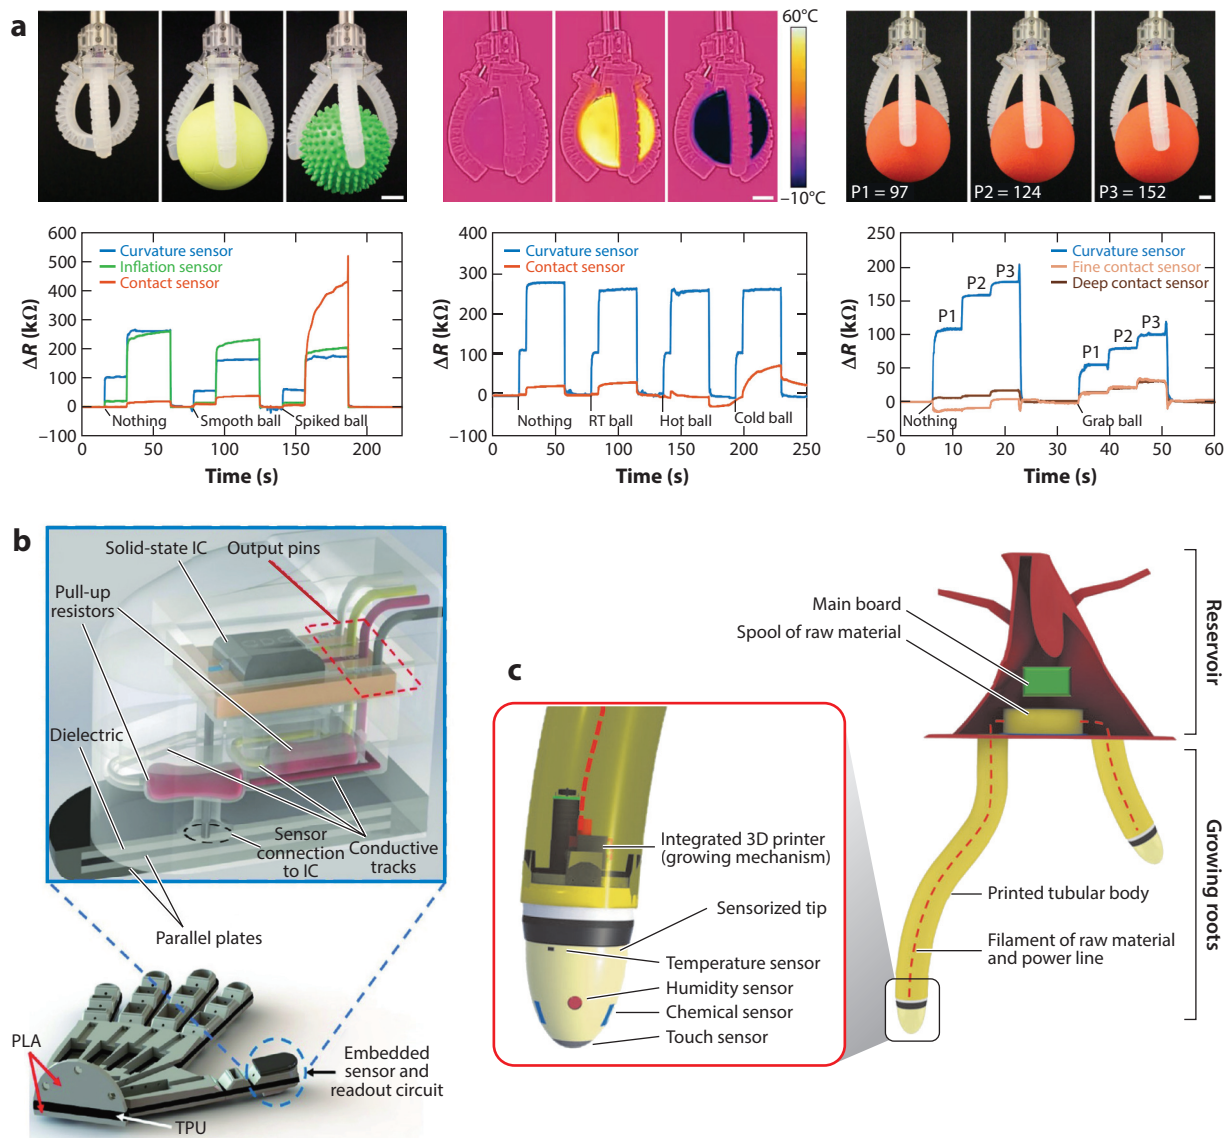 a
60°C
–10°C
P1 = 97
P2 = 124
P3 = 152
600
500
400
300
200
100
0
–100
ΔR (kΩ)
Curvature sensor
Inflation sensor
Contact sensor
Nothing
Smooth ball
Spiked ball
0
50
100
150
200
Time (s)
400
300
200
100
0
–100
ΔR (kΩ)
Curvature sensor
Contact sensor
Nothing
RT ball
Hot ball
Cold ball
0
50
100
150
200
250
Time (s)
250
200
150
100
50
0
–50
ΔR (kΩ)
Curvature sensor
Fine contact sensor
Deep contact sensor
P1
P2
P3
P1
P2
P3
Nothing
Grab ball
0
10
20
30
40
50
60
Time (s)
b
Solid-state IC
Output pins
Pull-up
resistors
Dielectric
Sensor
connection
to IC
Conductive
tracks
Parallel plates
PLA
TPU
Embedded
sensor and
readout circuit
c
Main board
Spool of raw material
Reservoir
Integrated 3D printer
(growing mechanism)
Sensorized tip
Temperature sensor
Humidity sensor
Chemical sensor
Touch sensor
Printed tubular body
Filament of raw material
and power line
Growing roots